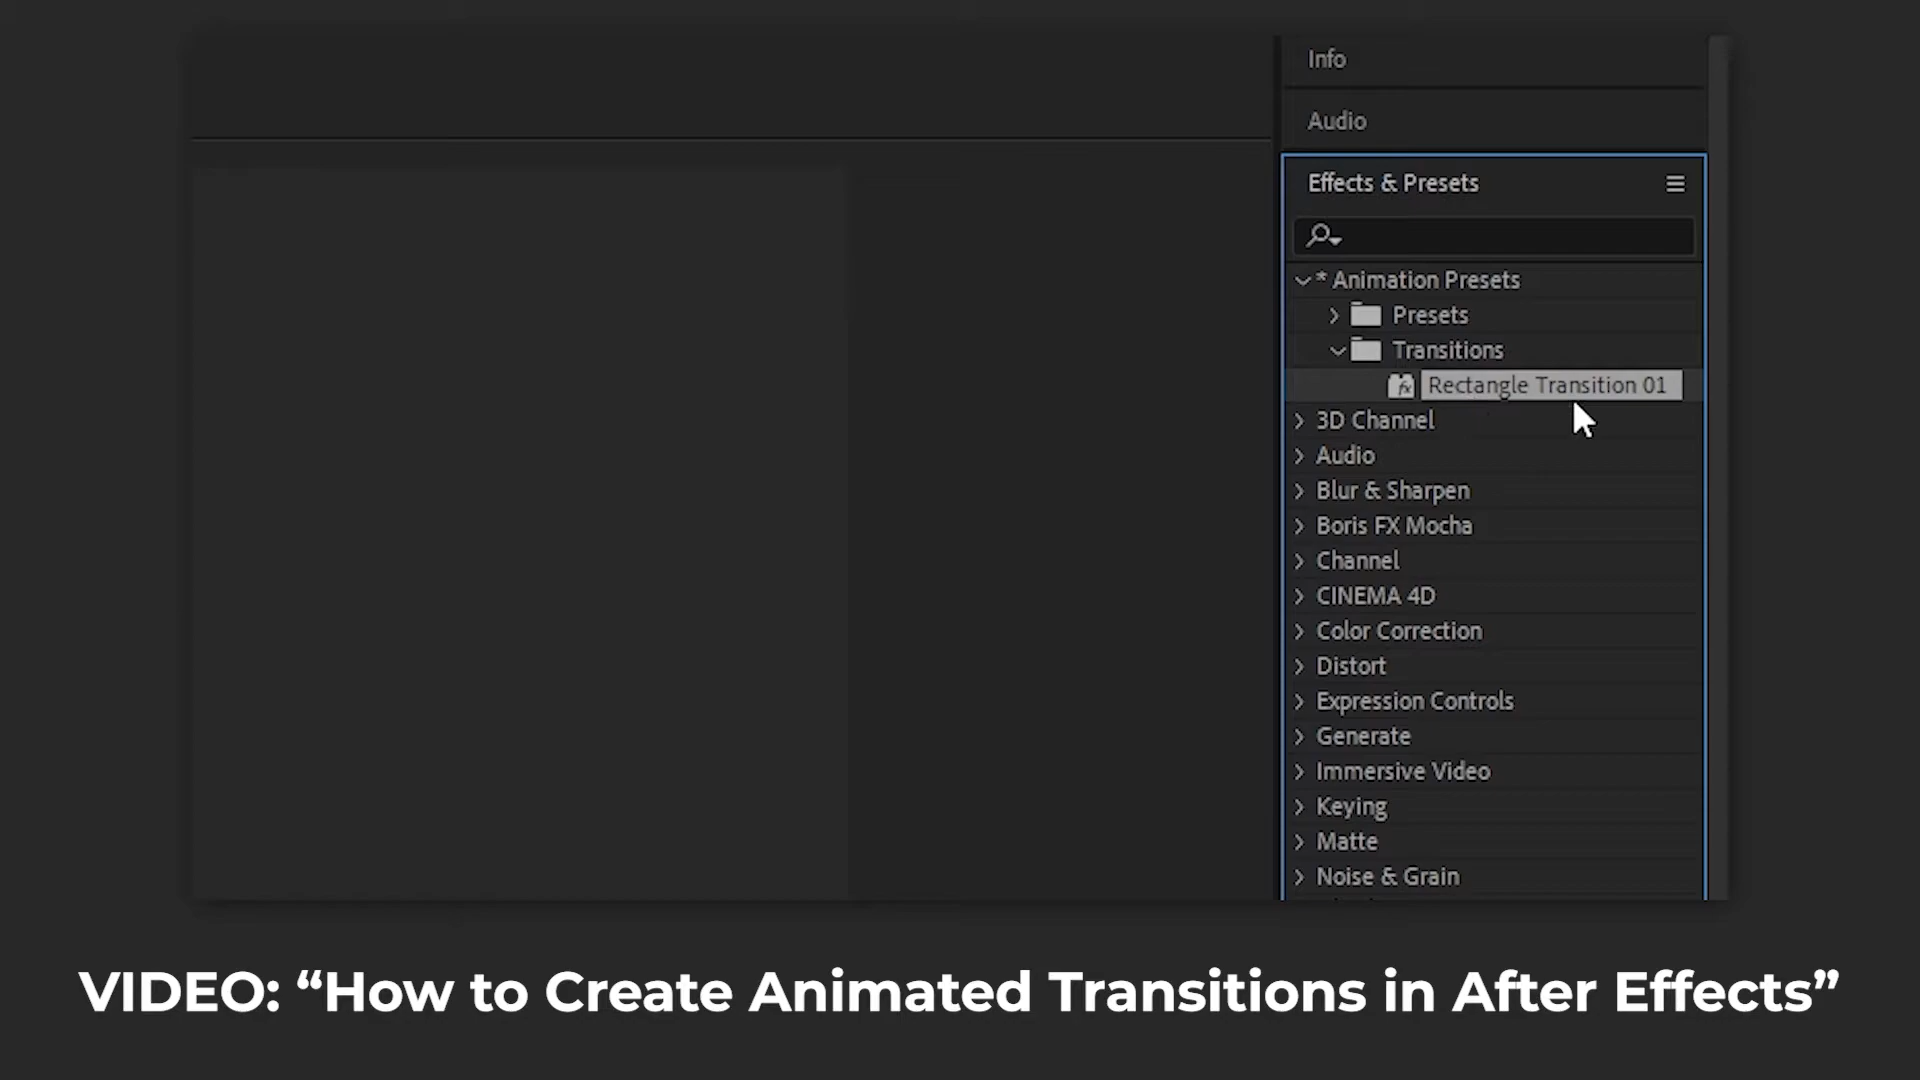 Info
Audio
Effects & Presets
* Animation Presets
Presets
Transitions
Rectangle Transition 01
3D Channel
Audio
Blur & Sharpen
Boris FX Mocha
Channel
CINEMA 4D
Color Correction
Distort
Expression Controls
Generate
Immersive Video
Keying
Matte
Noise & Grain
VIDEO: “How to Create Animated Transitions in After Effects”